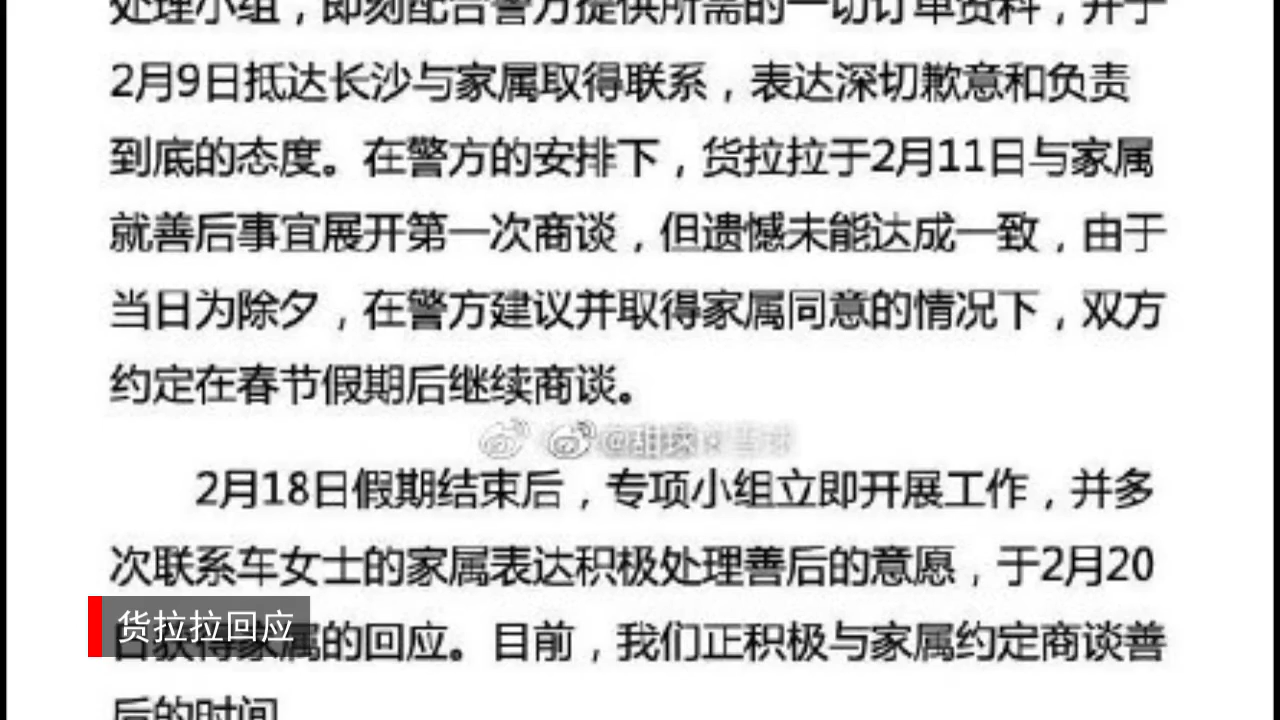 处理小组，即刻配合警方提供所需的一切订单资料，并于
2月9日抵达长沙与家属取得联系，表达深切歉意和负责
到底的态度。在警方的安排下，货拉拉于2月11日与家属
就善后事宜展开第一次商谈，但遗憾未能达成一致，由于
当日为除夕，在警方建议并取得家属同意的情况下，双方
约定在春节假期后继续商谈。
@甜球
2月18日假期结束后，专项小组立即开展工作，并多
次联系车女士的家属表达积极处理善后的意愿，于2月20
日获得家属的回应。目前，我们正积极与家属约定商谈善
货拉拉回应
后的时间